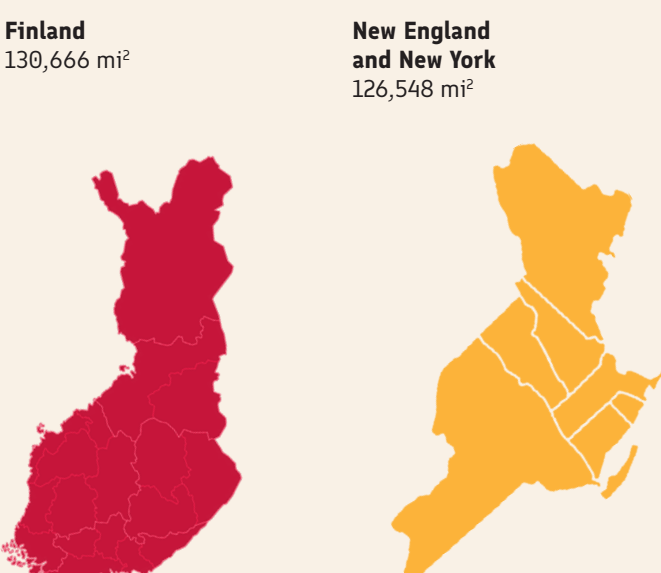 Finland
130,666 mi²
New England
and New York
126,548 mi²